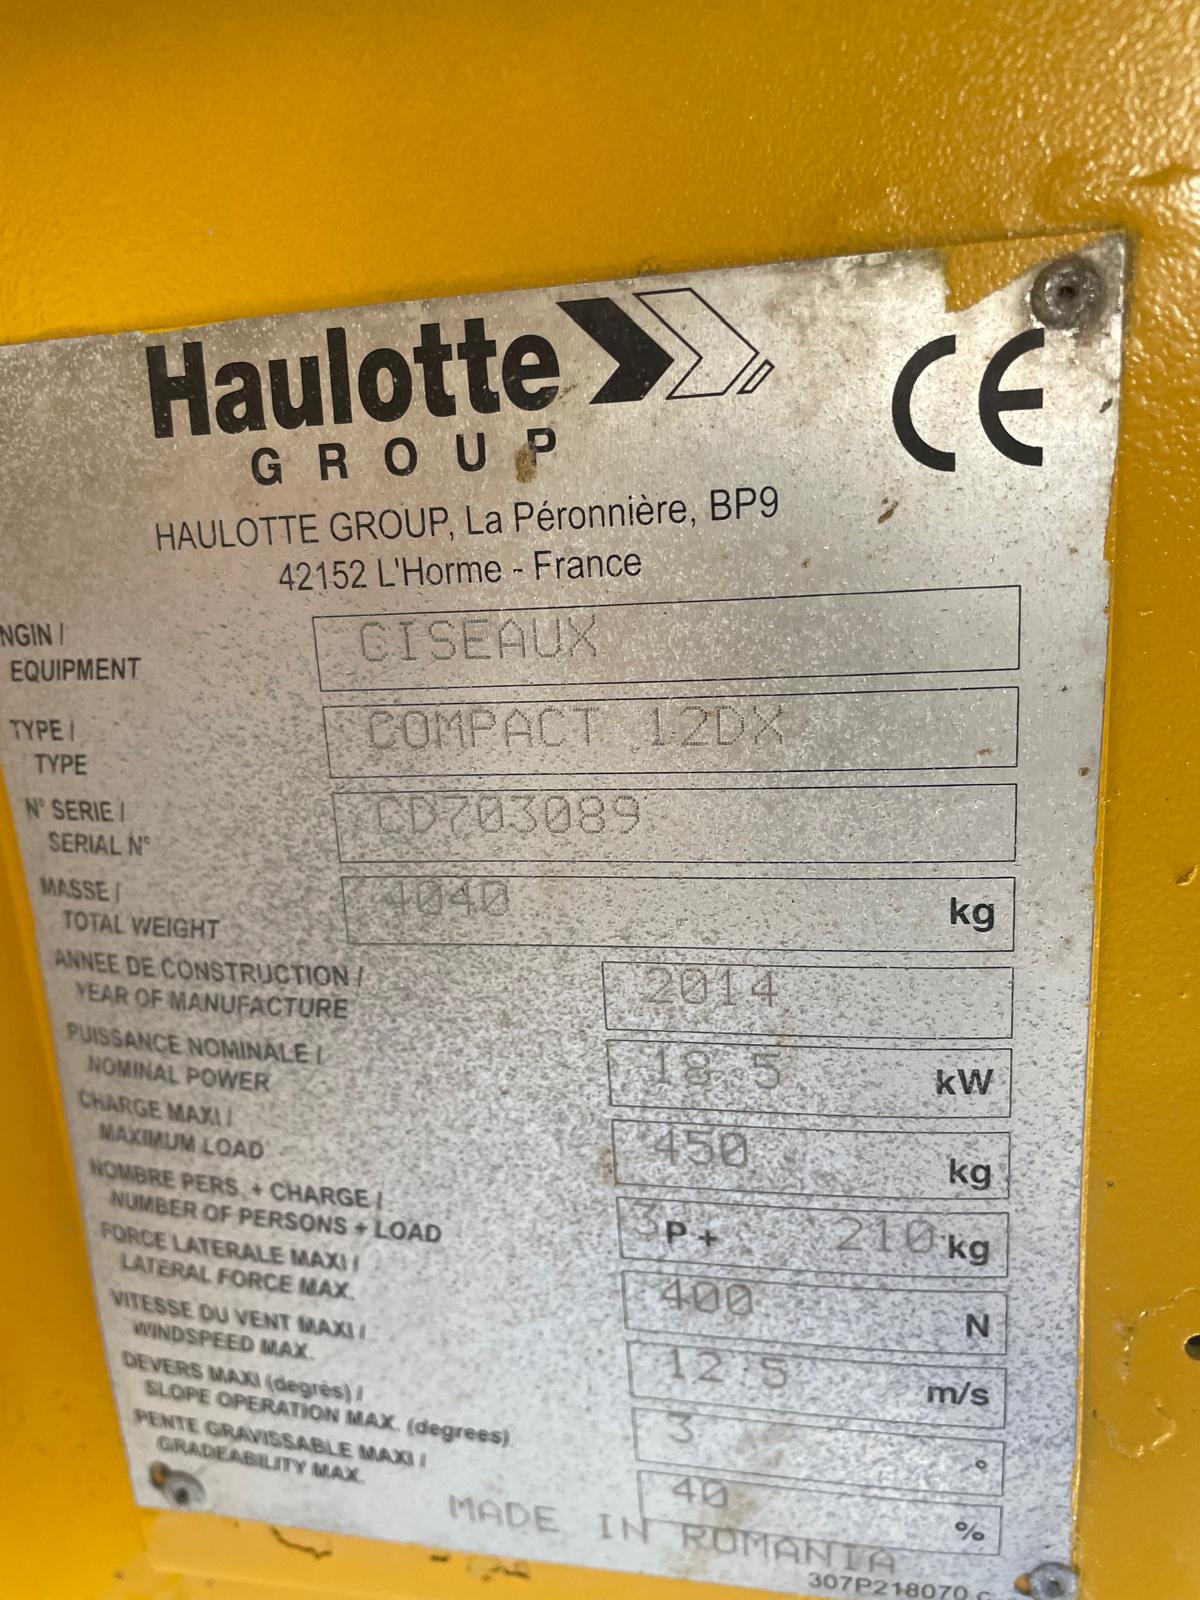 Haulotte
GROUP
CE
HAULOTTE GROUP, La Péronnière, BP9
42152 L'Horme - France
NGIN /
EQUIPMENT
CISEAUX
TYPE /
TYPE
COMPACT 12DX
N° SERIE /
SERIAL N°
CD703089
MASSE /
TOTAL WEIGHT
4040 kg
ANNEE DE CONSTRUCTION /
YEAR OF MANUFACTURE
2014
PUISSANCE NOMINALE /
NOMINAL POWER
18.5 kW
CHARGE MAXI /
MAXIMUM LOAD
450 kg
NOMBRE PERS. + CHARGE /
NUMBER OF PERSONS + LOAD
3 P + 210 kg
FORCE LATERALE MAXI /
LATERAL FORCE MAX.
400 N
VITESSE DU VENT MAXI /
WINDSPEED MAX.
12.5 m/s
DEVERS MAXI (degrès) /
SLOPE OPERATION MAX. (degrees)
3 °
PENTE GRAVISSABLE MAXI /
GRADEABILITY MAX.
40 %
MADE IN ROMANIA
307P218070 c